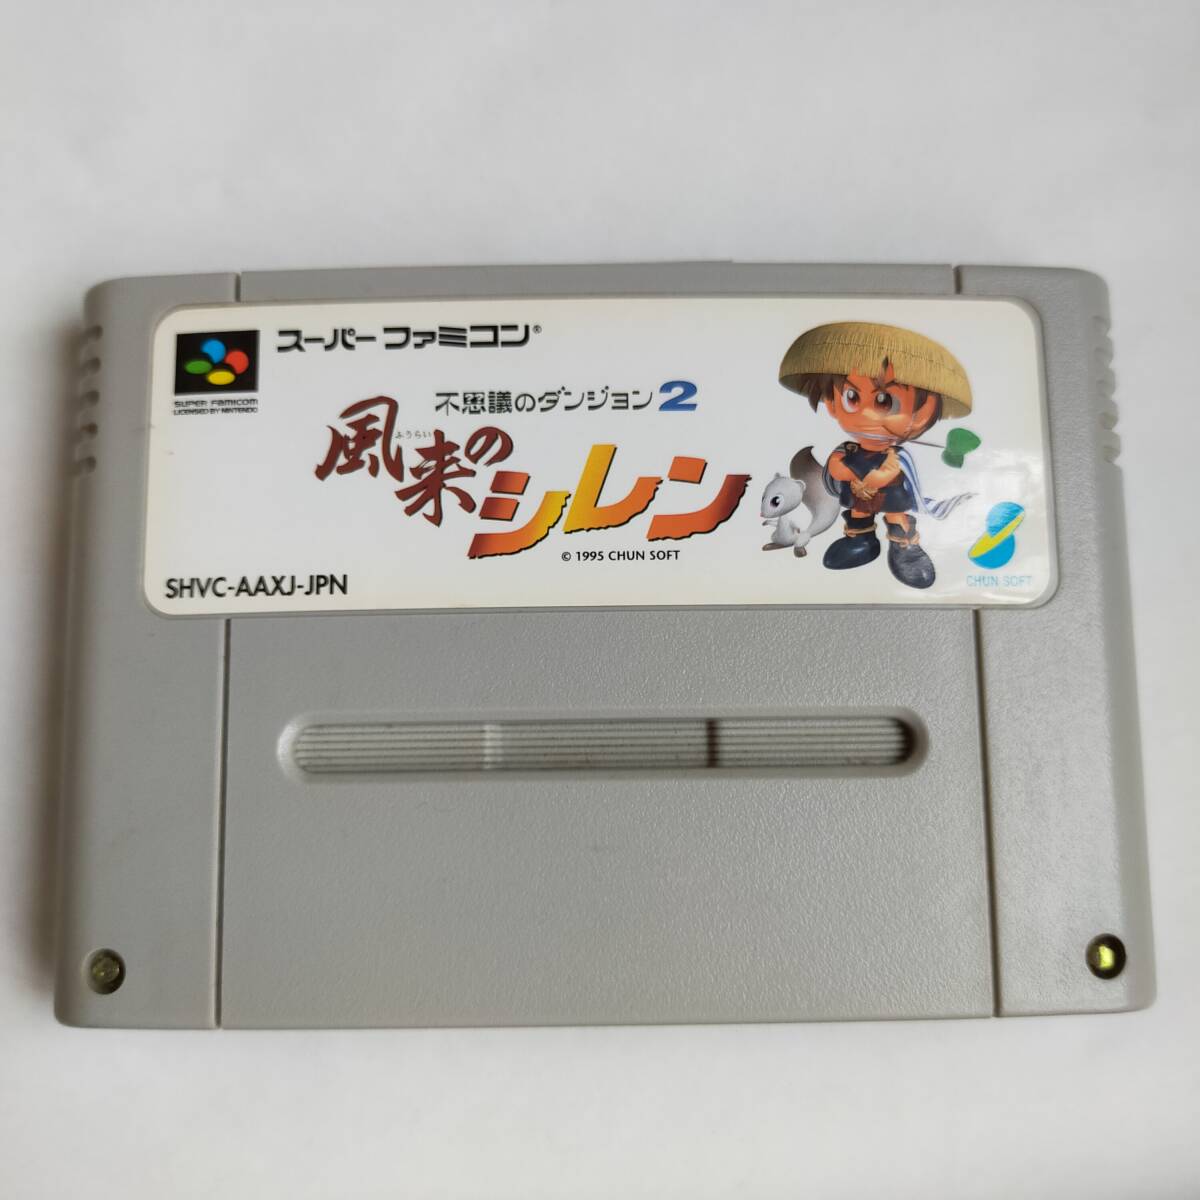 スーパーファミコン®
SUPER FAMICOM
LICENSED BY NINTENDO
不思議のダンジョン2
ふうらい
風来の
シレン
© 1995 CHUN SOFT
SHVC-AAXJ-JPN
CHUN SOFT